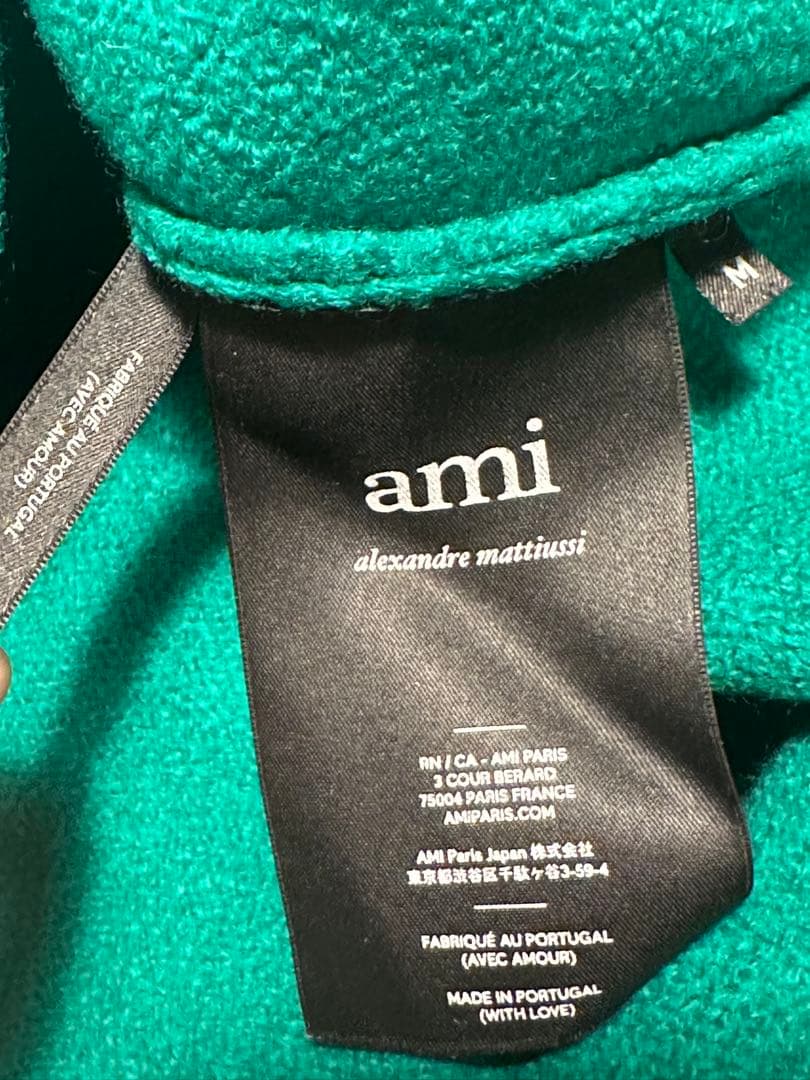 M
FABRIQUÉ AU PORTUGAL
(AVEC AMOUR)
ami
alexandre mattiussi
RN / CA - AMI PARIS
3 COUR BERARD
75004 PARIS FRANCE
AMIPARIS.COM
AMI Paris Japan 株式会社
東京都渋谷区千駄ヶ谷3-59-4
FABRIQUÉ AU PORTUGAL
(AVEC AMOUR)
MADE IN PORTUGAL
(WITH LOVE)